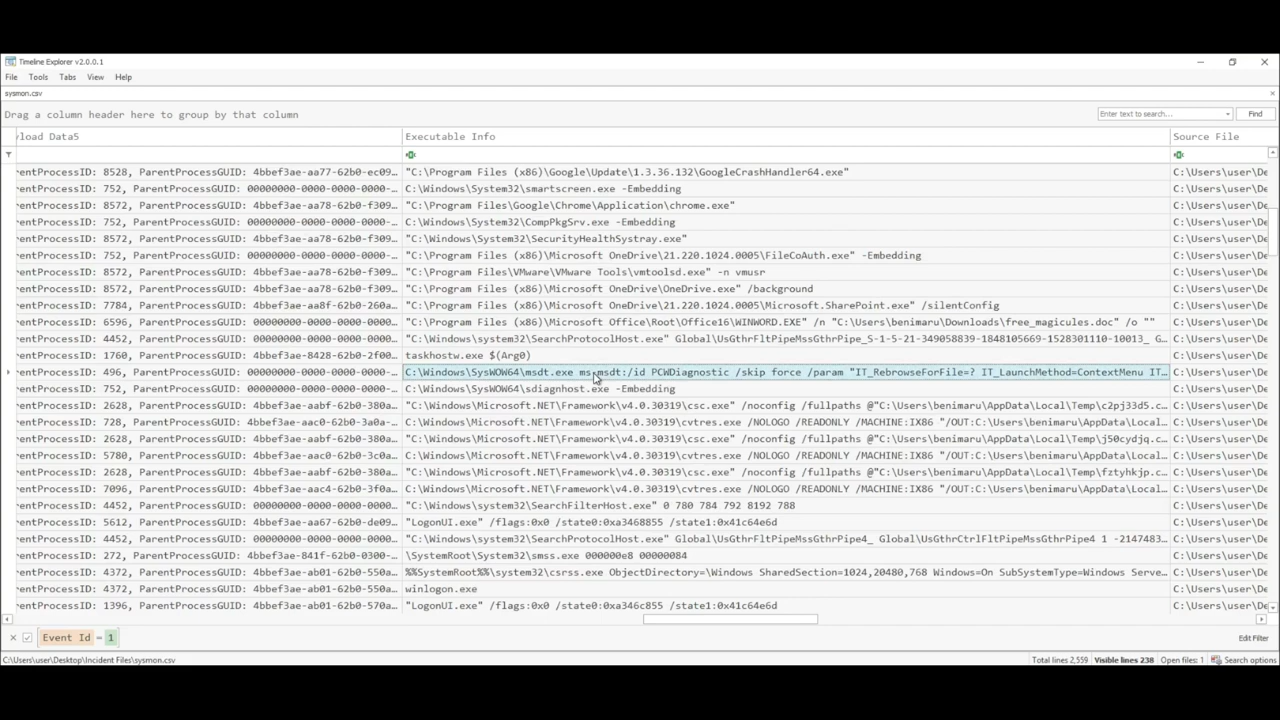 Timeline Explorer v2.0.0.1
File Tools Tabs View Help
sysmon.csv
Drag a column header here to group by that column
Enter text to search... Find
/load Data5 Executable Info Source File
entProcessID: 8528, ParentProcessGUID: 4bbef3ae-aa77-62b0-ec09… "C:\Program Files (x86)\Google\Update\1.3.36.132\GoogleCrashHandler64.exe" C:\Users\user\De
entProcessID: 752, ParentProcessGUID: 00000000-0000-0000-0000-… C:\Windows\System32\smartscreen.exe -Embedding C:\Users\user\De
entProcessID: 8572, ParentProcessGUID: 4bbef3ae-aa78-62b0-f309… "C:\Program Files\Google\Chrome\Application\chrome.exe" C:\Users\user\De
entProcessID: 752, ParentProcessGUID: 00000000-0000-0000-0000-… C:\Windows\System32\CompPkgSrv.exe -Embedding C:\Users\user\De
entProcessID: 8572, ParentProcessGUID: 4bbef3ae-aa78-62b0-f309… "C:\Windows\System32\SecurityHealthSystray.exe" C:\Users\user\De
entProcessID: 752, ParentProcessGUID: 00000000-0000-0000-0000-… "C:\Program Files (x86)\Microsoft OneDrive\21.220.1024.0005\FileCoAuth.exe" -Embedding C:\Users\user\De
entProcessID: 8572, ParentProcessGUID: 4bbef3ae-aa78-62b0-f309… "C:\Program Files\VMware\VMware Tools\vmtoolsd.exe" -n vmusr C:\Users\user\De
entProcessID: 8572, ParentProcessGUID: 4bbef3ae-aa78-62b0-f309… "C:\Program Files (x86)\Microsoft OneDrive\OneDrive.exe" /background C:\Users\user\De
entProcessID: 7784, ParentProcessGUID: 4bbef3ae-aa8f-62b0-260a… "C:\Program Files (x86)\Microsoft OneDrive\21.220.1024.0005\Microsoft.SharePoint.exe" /silentConfig C:\Users\user\De
entProcessID: 6596, ParentProcessGUID: 00000000-0000-0000-0000-… "C:\Program Files (x86)\Microsoft Office\Root\Office16\WINWORD.EXE" /n "C:\Users\benimaru\Downloads\free_magicules.doc" /o "" C:\Users\user\De
entProcessID: 4452, ParentProcessGUID: 00000000-0000-0000-0000-… "C:\Windows\system32\SearchProtocolHost.exe" Global\UsGthrFltPipeMssGthrPipe_S-1-5-21-349058839-1848105669-1528301110-10013_ G… C:\Users\user\De
entProcessID: 1760, ParentProcessGUID: 4bbef3ae-8428-62b0-2f00… taskhostw.exe $(Arg0) C:\Users\user\De
entProcessID: 496, ParentProcessGUID: 00000000-0000-0000-0000-… C:\Windows\SysWOW64\msdt.exe ms-msdt:/id PCWDiagnostic /skip force /param "IT_RebrowseForFile=? IT_LaunchMethod=ContextMenu IT… C:\Users\user\De
entProcessID: 752, ParentProcessGUID: 00000000-0000-0000-0000-… C:\Windows\SysWOW64\sdiagnhost.exe -Embedding C:\Users\user\De
entProcessID: 2628, ParentProcessGUID: 4bbef3ae-aabf-62b0-380a… "C:\Windows\Microsoft.NET\Framework\v4.0.30319\csc.exe" /noconfig /fullpaths @"C:\Users\benimaru\AppData\Local\Temp\c2pj33d5.c… C:\Users\user\De
entProcessID: 728, ParentProcessGUID: 4bbef3ae-aac0-62b0-3a0a-… C:\Windows\Microsoft.NET\Framework\v4.0.30319\cvtres.exe /NOLOGO /READONLY /MACHINE:IX86 "/OUT:C:\Users\benimaru\AppData\Local… C:\Users\user\De
entProcessID: 2628, ParentProcessGUID: 4bbef3ae-aabf-62b0-380a… "C:\Windows\Microsoft.NET\Framework\v4.0.30319\csc.exe" /noconfig /fullpaths @"C:\Users\benimaru\AppData\Local\Temp\j50cydjq.c… C:\Users\user\De
entProcessID: 5780, ParentProcessGUID: 4bbef3ae-aac0-62b0-3c0a… C:\Windows\Microsoft.NET\Framework\v4.0.30319\cvtres.exe /NOLOGO /READONLY /MACHINE:IX86 "/OUT:C:\Users\benimaru\AppData\Local… C:\Users\user\De
entProcessID: 2628, ParentProcessGUID: 4bbef3ae-aabf-62b0-380a… "C:\Windows\Microsoft.NET\Framework\v4.0.30319\csc.exe" /noconfig /fullpaths @"C:\Users\benimaru\AppData\Local\Temp\fztyhkjp.c… C:\Users\user\De
entProcessID: 7096, ParentProcessGUID: 4bbef3ae-aac4-62b0-3f0a… C:\Windows\Microsoft.NET\Framework\v4.0.30319\cvtres.exe /NOLOGO /READONLY /MACHINE:IX86 "/OUT:C:\Users\benimaru\AppData\Local… C:\Users\user\De
entProcessID: 4452, ParentProcessGUID: 00000000-0000-0000-0000-… "C:\Windows\system32\SearchFilterHost.exe" 0 780 784 792 8192 788 C:\Users\user\De
entProcessID: 5612, ParentProcessGUID: 4bbef3ae-aa67-62b0-de09… "LogonUI.exe" /flags:0x0 /state0:0xa3468855 /state1:0x41c64e6d C:\Users\user\De
entProcessID: 4452, ParentProcessGUID: 00000000-0000-0000-0000-… "C:\Windows\system32\SearchProtocolHost.exe" Global\UsGthrFltPipeMssGthrPipe4_ Global\UsGthrCtrlFltPipeMssGthrPipe4 1 -2147483… C:\Users\user\De
entProcessID: 272, ParentProcessGUID: 4bbef3ae-841f-62b0-0300-… \SystemRoot\System32\smss.exe 000000e8 00000084 C:\Users\user\De
entProcessID: 4372, ParentProcessGUID: 4bbef3ae-ab01-62b0-550a… %%SystemRoot%%\system32\csrss.exe ObjectDirectory=\Windows SharedSection=1024,20480,768 Windows=On SubSystemType=Windows Serve… C:\Users\user\De
entProcessID: 4372, ParentProcessGUID: 4bbef3ae-ab01-62b0-550a… winlogon.exe C:\Users\user\De
entProcessID: 1396, ParentProcessGUID: 4bbef3ae-ab01-62b0-570a… "LogonUI.exe" /flags:0x0 /state0:0xa346c855 /state1:0x41c64e6d C:\Users\user\De
Event Id = 1 Edit Filter
C:\Users\user\Desktop\Incident Files\sysmon.csv Total lines 2,559 Visible lines 238 Open files: 1 Search options